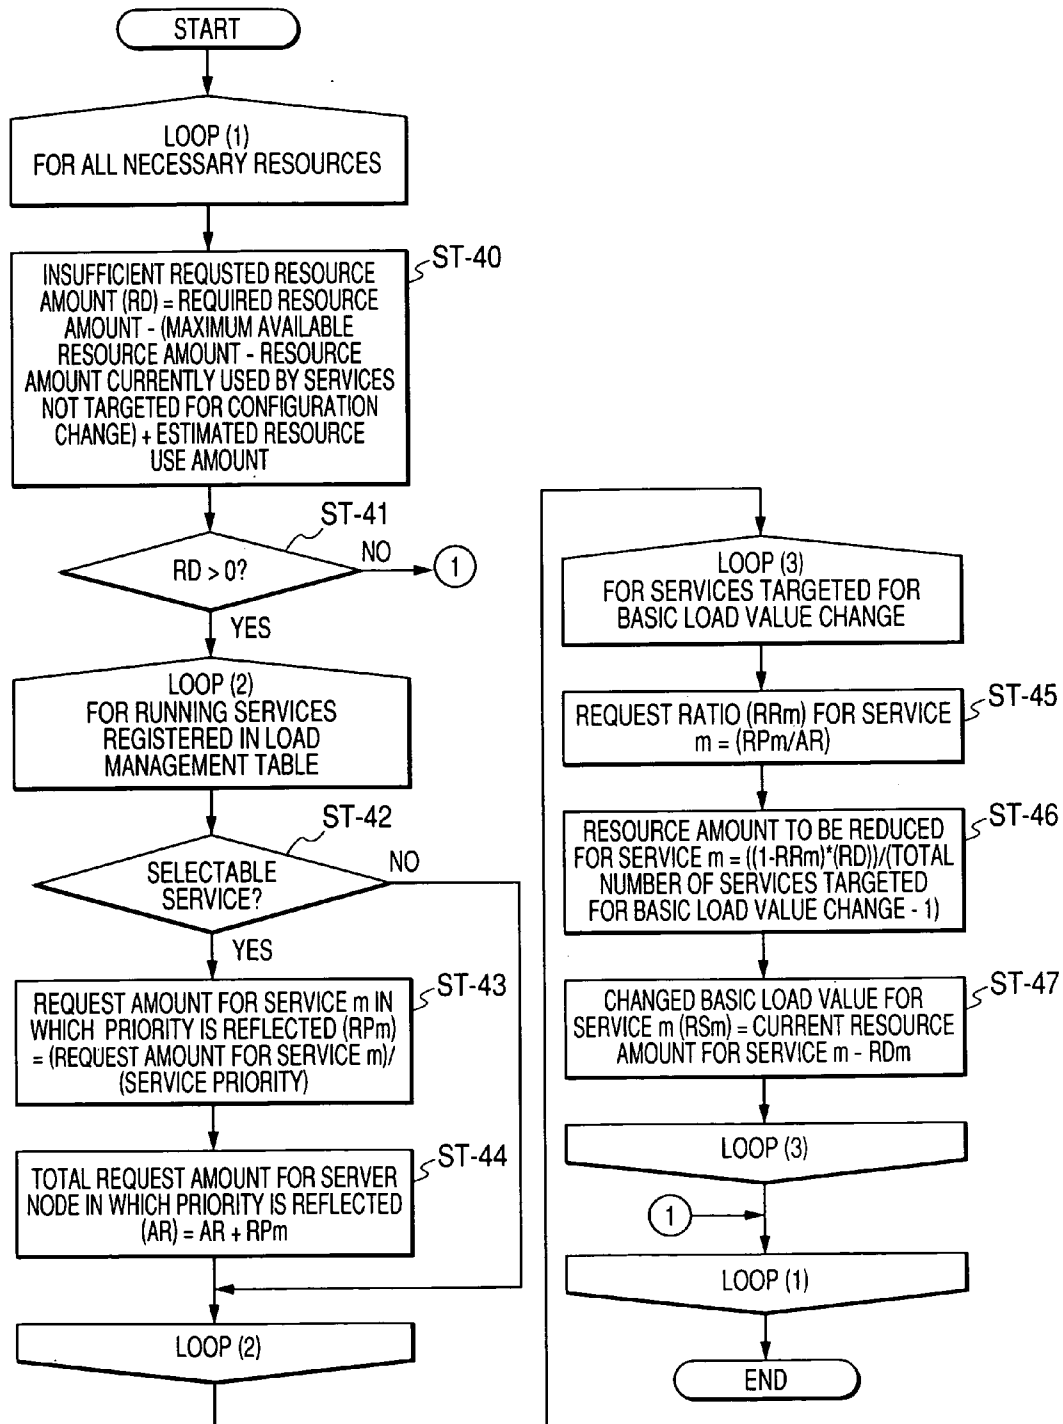 START
LOOP (1)
FOR ALL NECESSARY RESOURCES
ST-40
INSUFFICIENT REQUSTED RESOURCE
AMOUNT (RD) = REQUIRED RESOURCE
AMOUNT - (MAXIMUM AVAILABLE
RESOURCE AMOUNT - RESOURCE
AMOUNT CURRENTLY USED BY SERVICES
NOT TARGETED FOR CONFIGURATION
CHANGE) + ESTIMATED RESOURCE
USE AMOUNT
ST-41
RD > 0?
NO
1
YES
LOOP (2)
FOR RUNNING SERVICES
REGISTERED IN LOAD
MANAGEMENT TABLE
ST-42
SELECTABLE
SERVICE?
NO
YES
ST-43
REQUEST AMOUNT FOR SERVICE m IN
WHICH PRIORITY IS REFLECTED (RPm)
= (REQUEST AMOUNT FOR SERVICE m)/
(SERVICE PRIORITY)
ST-44
TOTAL REQUEST AMOUNT FOR SERVER
NODE IN WHICH PRIORITY IS REFLECTED
(AR) = AR + RPm
LOOP (2)
LOOP (3)
FOR SERVICES TARGETED FOR
BASIC LOAD VALUE CHANGE
ST-45
REQUEST RATIO (RRm) FOR SERVICE
m = (RPm/AR)
ST-46
RESOURCE AMOUNT TO BE REDUCED
FOR SERVICE m = ((1-RRm)*(RD))/(TOTAL
NUMBER OF SERVICES TARGETED
FOR BASIC LOAD VALUE CHANGE - 1)
ST-47
CHANGED BASIC LOAD VALUE FOR
SERVICE m (RSm) = CURRENT RESOURCE
AMOUNT FOR SERVICE m - RDm
LOOP (3)
1
LOOP (1)
END